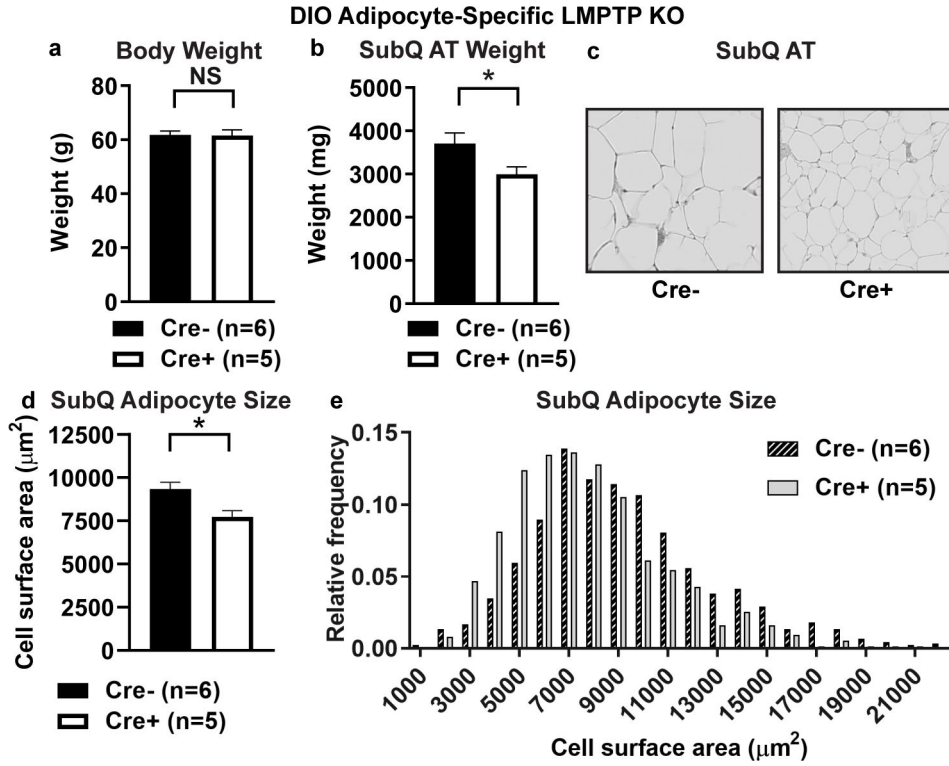 DIO Adipocyte-Specific LMPTP KO
a
Body Weight
NS
Weight (g)
80
60
40
20
0
Cre- (n=6)
Cre+ (n=5)
b
SubQ AT Weight
*
Weight (mg)
5000
4000
3000
2000
1000
0
Cre- (n=6)
Cre+ (n=5)
c
SubQ AT
Cre-
Cre+
d
SubQ Adipocyte Size
*
Cell surface area (μm²)
12500
10000
7500
5000
2500
0
Cre- (n=6)
Cre+ (n=5)
e
SubQ Adipocyte Size
Relative frequency
0.15
0.10
0.05
0.00
Cre- (n=6)
Cre+ (n=5)
1000
3000
5000
7000
9000
11000
13000
15000
17000
19000
21000
Cell surface area (μm²)